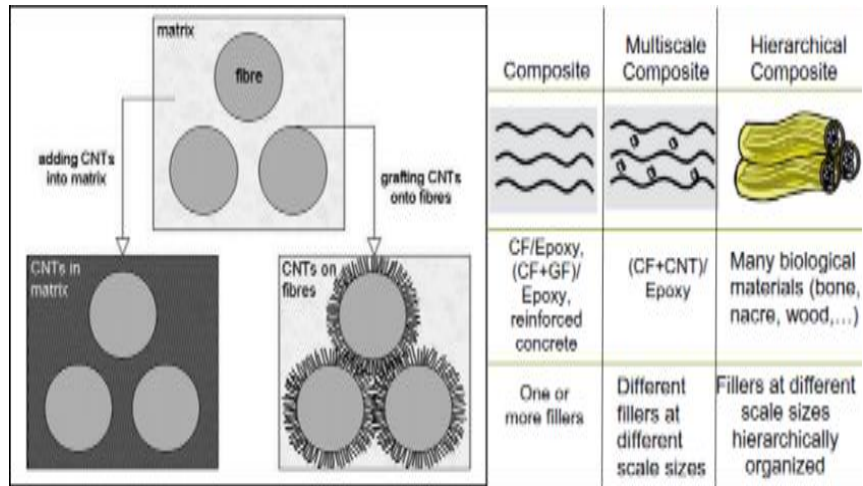 matrix
fibre
adding CNTs
into matrix
grafting CNTs
onto fibres
CNTs in
matrix
CNTs on
fibres
Composite
Multiscale
Composite
Hierarchical
Composite
CF/Epoxy,
(CF+GF)/
Epoxy,
reinforced
concrete
(CF+CNT)/
Epoxy
Many biological
materials (bone,
nacre, wood,...)
One or
more fillers
Different
fillers at
different
scale sizes
Fillers at different
scale sizes
hierarchically
organized